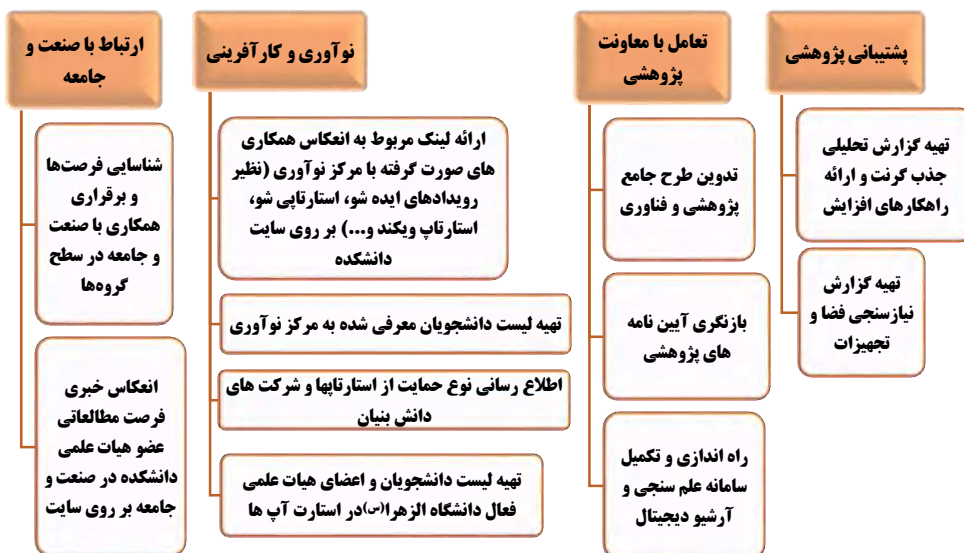 پشتیبانی پژوهشی
تهیه گزارش تحلیلی
جذب گرنت و ارائه
راهکارهای افزایش
تهیه گزارش
نیازسنجی فضا و
تجهیزات
تعامل با معاونت
پژوهشی
تدوین طرح جامع
پژوهشی و فناوری
بازنگری آیین نامه
های پژوهشی
راه اندازی و تکمیل
سامانه علم سنجی و
آرشیو دیجیتال
نوآوری و کارآفرینی
ارائه لینک مربوط به انعکاس همکاری
های صورت گرفته با مرکز نوآوری (نظیر
رویدادهای ایده شو، استارتاپی شو،
استارتاپ ویکند و...) بر روی سایت
دانشکده
تهیه لیست دانشجویان معرفی شده به مرکز نوآوری
اطلاع رسانی نوع حمایت از استارتاپها و شرکت های
دانش بنیان
تهیه لیست دانشجویان و اعضای هیات علمی
فعال دانشگاه الزهرا(س)در استارت آپ ها
ارتباط با صنعت و
جامعه
شناسایی فرصت‌ها
و برقراری
همکاری با صنعت
و جامعه در سطح
گروه‌ها
انعکاس خبری
فرصت مطالعاتی
عضو هیات علمی
دانشکده در صنعت و
جامعه بر روی سایت